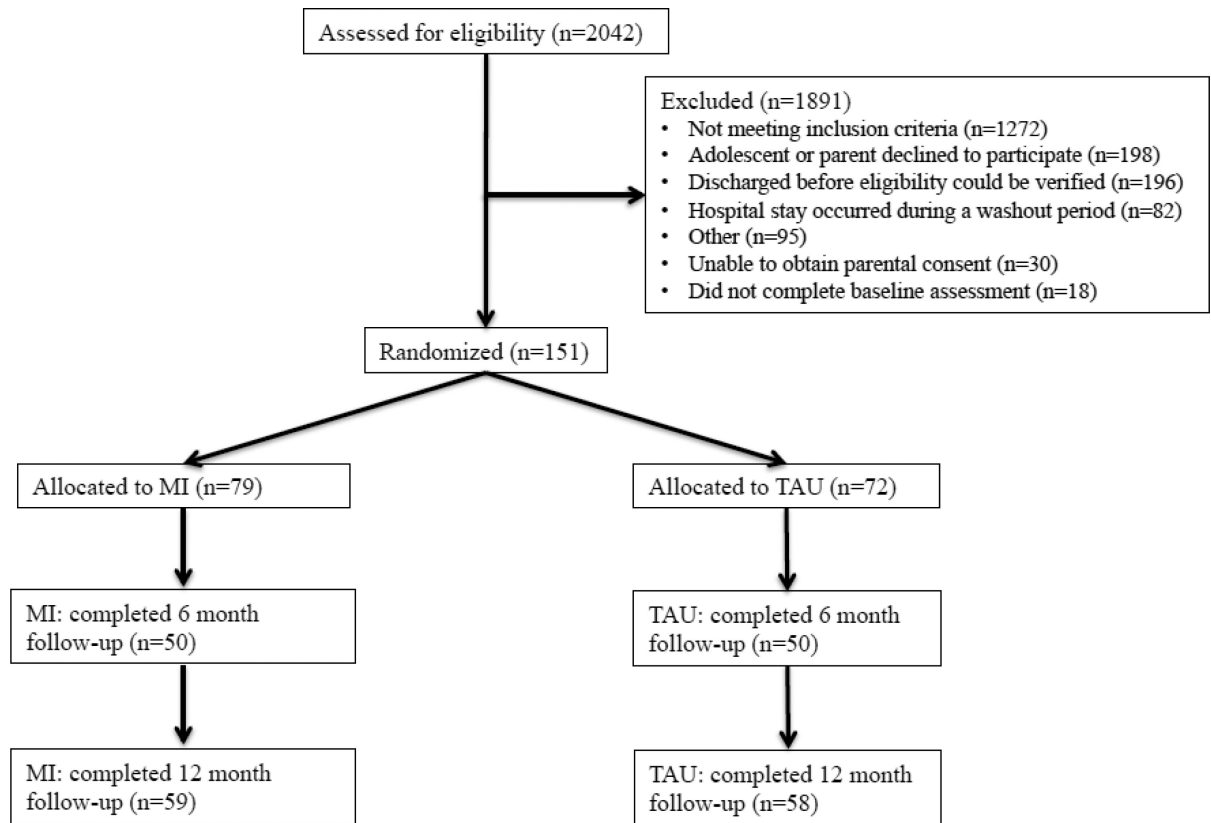 Assessed for eligibility (n=2042)
Excluded (n=1891)
• Not meeting inclusion criteria (n=1272)
• Adolescent or parent declined to participate (n=198)
• Discharged before eligibility could be verified (n=196)
• Hospital stay occurred during a washout period (n=82)
• Other (n=95)
• Unable to obtain parental consent (n=30)
• Did not complete baseline assessment (n=18)
Randomized (n=151)
Allocated to MI (n=79)
Allocated to TAU (n=72)
MI: completed 6 month
follow-up (n=50)
TAU: completed 6 month
follow-up (n=50)
MI: completed 12 month
follow-up (n=59)
TAU: completed 12 month
follow-up (n=58)